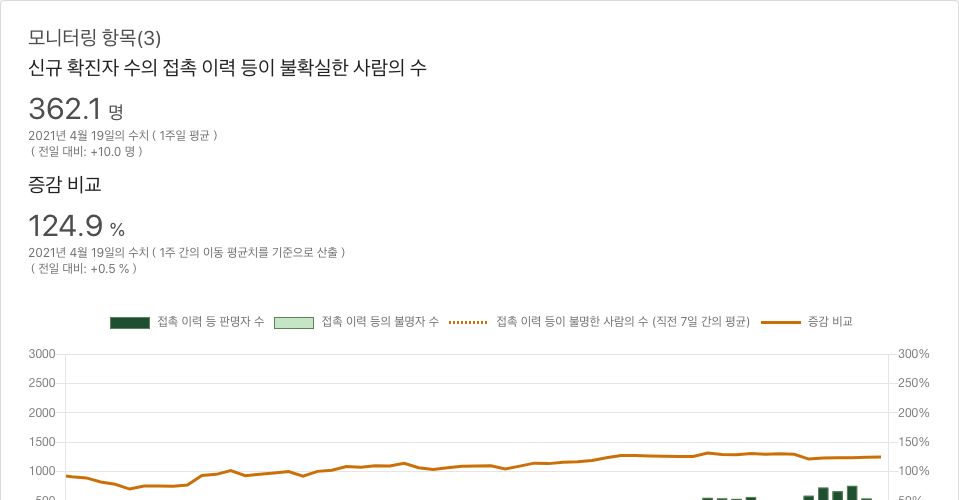 모니터링 항목(3)
신규 확진자 수의 접촉 이력 등이 불확실한 사람의 수
362.1 명
2021년 4월 19일의 수치 ( 1주일 평균 )
( 전일 대비: +10.0 명 )
증감 비교
124.9 %
2021년 4월 19일의 수치 ( 1주 간의 이동 평균치를 기준으로 산출 )
( 전일 대비: +0.5 % )
접촉 이력 등 판명자 수 접촉 이력 등의 불명자 수 접촉 이력 등이 불명한 사람의 수 (직전 7일 간의 평균) 증감 비교
3000 300%
2500 250%
2000 200%
1500 150%
1000 100%
500 50%